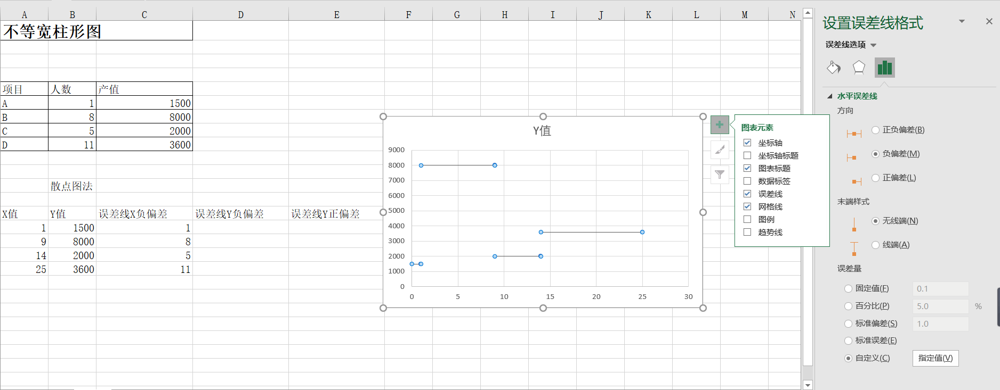 A B C D E F G H I J K L M N
不等宽柱形图
项目 人数 产值
A 1 1500
B 8 8000
C 5 2000
D 11 3600
散点图法
X值 Y值 误差线X负偏差 误差线Y负偏差 误差线Y正偏差
1 1500 1
9 8000 8
14 2000 5
25 3600 11
Y值
9000
8000
7000
6000
5000
4000
3000
2000
1000
0
0 5 10 15 20 25 30
图表元素
坐标轴
坐标轴标题
图表标题
数据标签
误差线
网格线
图例
趋势线
设置误差线格式
误差线选项
水平误差线
方向
正负偏差(B)
负偏差(M)
正偏差(L)
末端样式
无线端(N)
线端(A)
误差量
固定值(F) 0.1
百分比(P) 5.0 %
标准偏差(S) 1.0
标准误差(E)
自定义(C) 指定值(V)